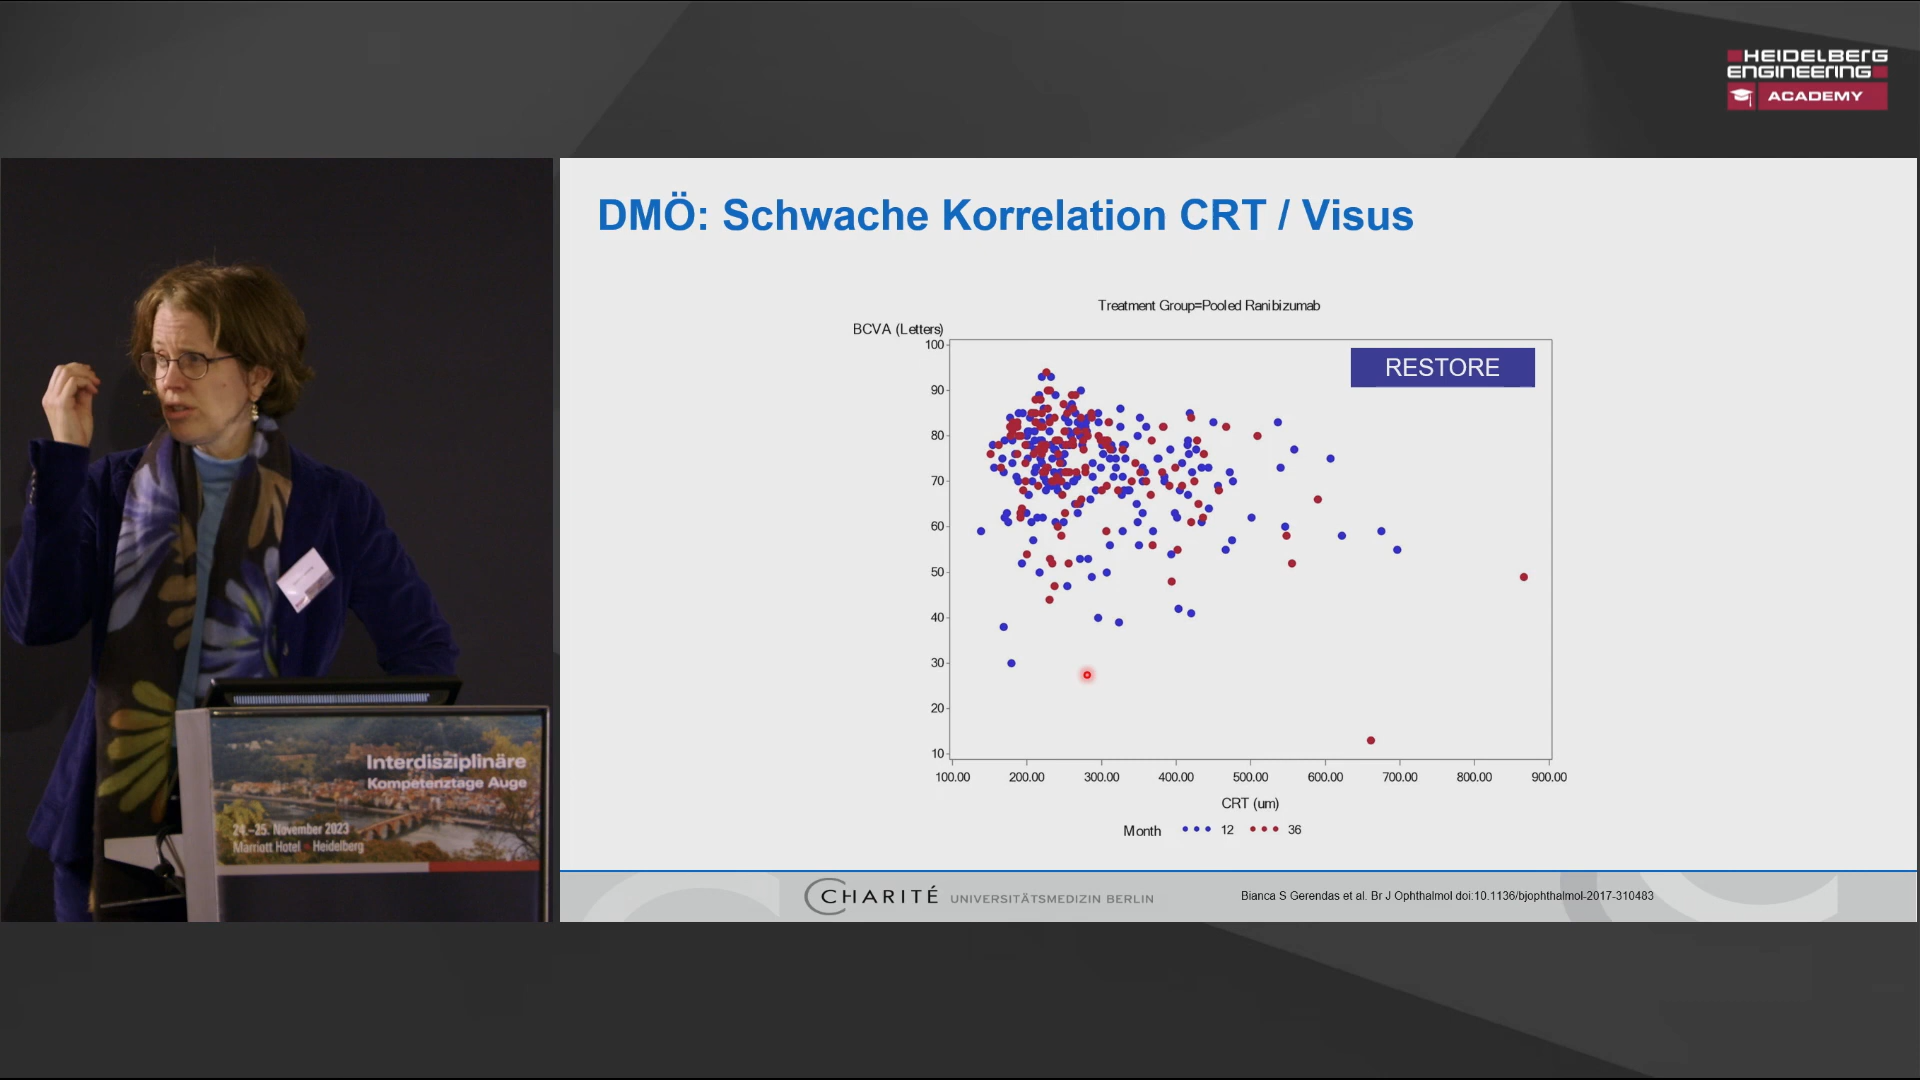 HEIDELBERG
ENGINEERING
ACADEMY
DMÖ: Schwache Korrelation CRT / Visus
Treatment Group=Pooled Ranibizumab
BCVA (Letters)
RESTORE
100
90
80
70
60
50
40
30
20
10
100.00 200.00 300.00 400.00 500.00 600.00 700.00 800.00 900.00
CRT (um)
Month 12 36
CHARITÉ UNIVERSITÄTSMEDIZIN BERLIN
Bianca S Gerendas et al. Br J Ophthalmol doi:10.1136/bjophthalmol-2017-310483
Interdisziplinäre
Kompetenztage Auge
24.–25. November 2023
Marriott Hotel Heidelberg